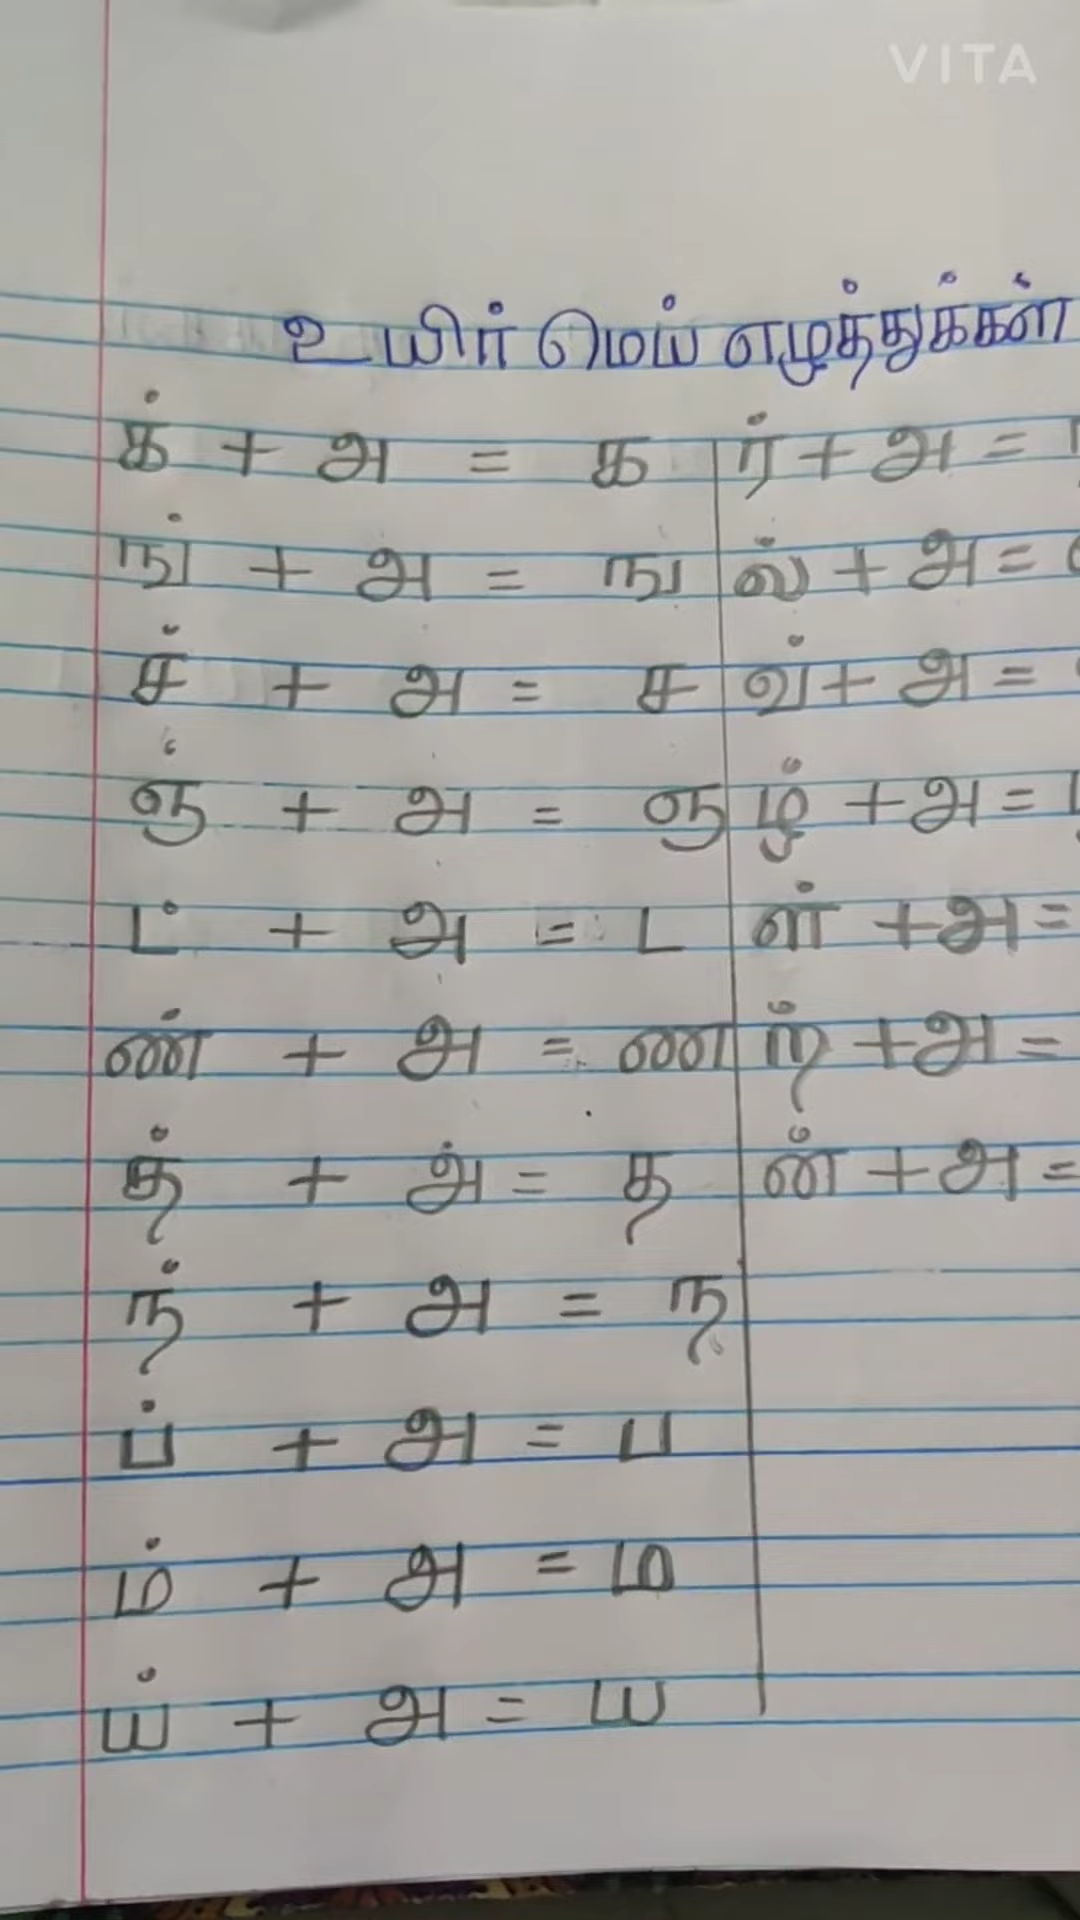 VITA
உயிர் மெய் எழுத்துக்கள்
க் + அ = க
ங் + அ = ங
ச் + அ = ச
ஞ் + அ = ஞ
ட் + அ = ட
ண் + அ = ண
த் + அ் = த
ந் + அ = ந
ப் + அ = ப
ம் + அ = ம
ய் + அ = ய
ர் + அ =
ல் + அ =
வ் + அ =
ழ் + அ =
ள் + அ =
ற் + அ =
ன் + அ =